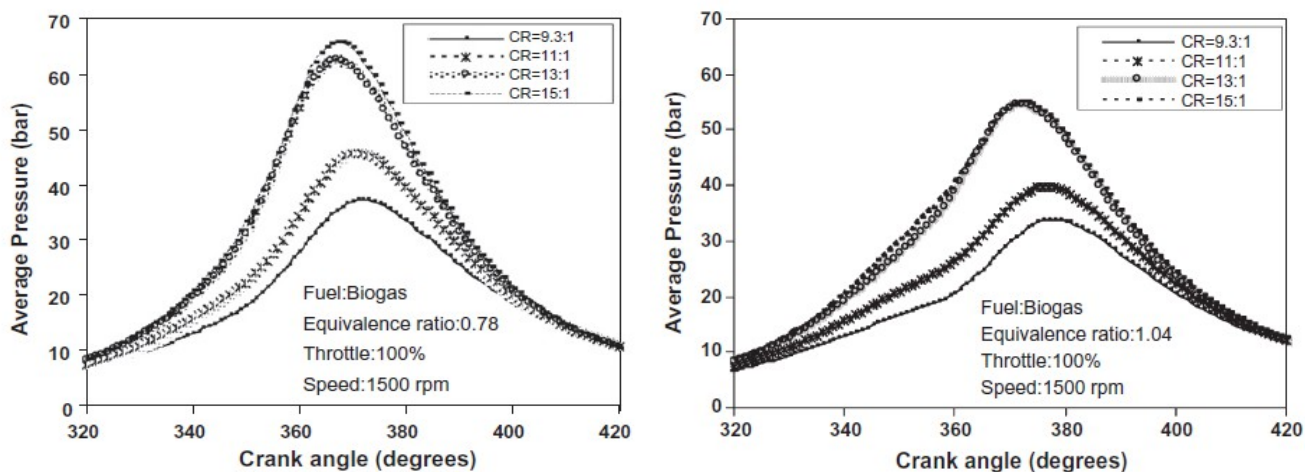 70
60
50
40
30
20
10
0
Average Pressure (bar)
CR=9.3:1
CR=11:1
CR=13:1
CR=15:1
Fuel:Biogas
Equivalence ratio:0.78
Throttle:100%
Speed:1500 rpm
320 340 360 380 400 420
Crank angle (degrees)
70
60
50
40
30
20
10
0
Average Pressure (bar)
CR=9.3:1
CR=11:1
CR=13:1
CR=15:1
Fuel:Biogas
Equivalence ratio:1.04
Throttle:100%
Speed:1500 rpm
320 340 360 380 400 420
Crank angle (degrees)